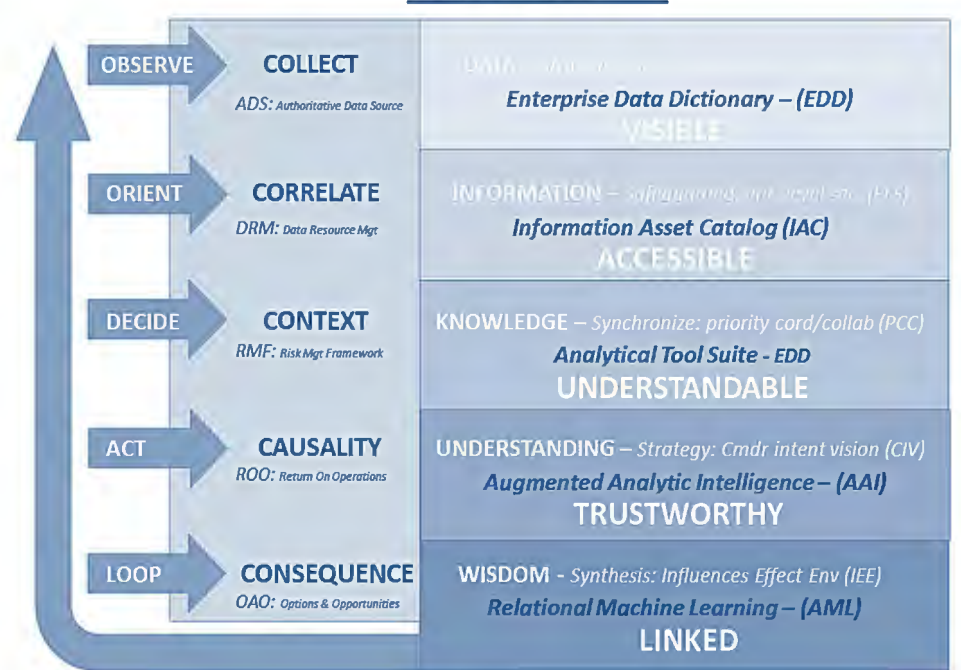 OBSERVE
COLLECT
ADS: Authoritative Data Source
DATA
Enterprise Data Dictionary – (EDD)
VISIBLE
ORIENT
CORRELATE
DRM: Data Resource Mgt
INFORMATION – Safeguarding,
Information Asset Catalog (IAC)
ACCESSIBLE
DECIDE
CONTEXT
RMF: Risk Mgt Framework
KNOWLEDGE – Synchronize: priority cord/collab (PCC)
Analytical Tool Suite - EDD
UNDERSTANDABLE
ACT
CAUSALITY
ROO: Return On Operations
UNDERSTANDING – Strategy: Cmdr intent vision (CIV)
Augmented Analytic Intelligence – (AAI)
TRUSTWORTHY
LOOP
CONSEQUENCE
OAO: Options & Opportunities
WISDOM - Synthesis: Influences Effect Env (IEE)
Relational Machine Learning – (AML)
LINKED